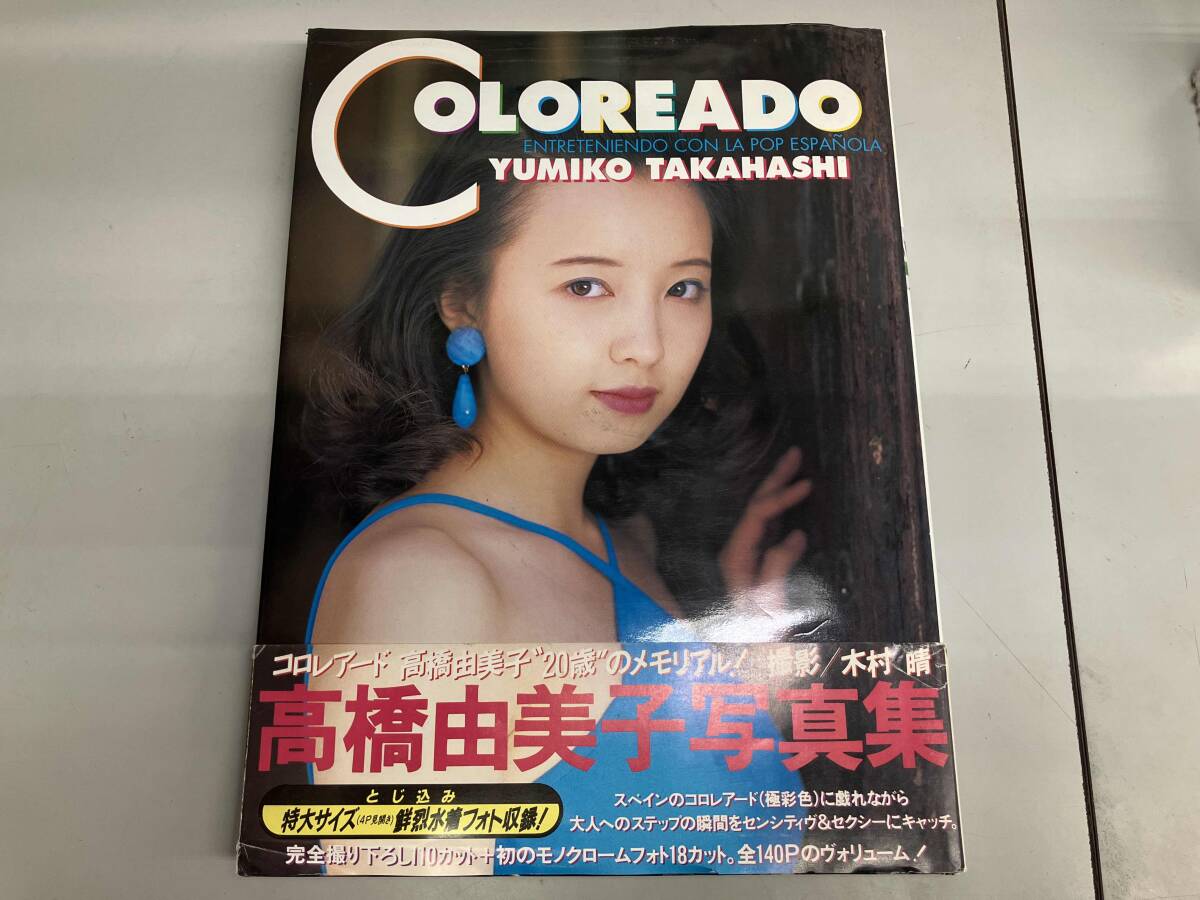 COLOREADO
ENTRETENIENDO CON LA POP ESPAÑOLA
YUMIKO TAKAHASHI
コロレアード 高橋由美子“20歳”のメモリアル! 撮影/木村 晴
高橋由美子写真集
とじ込み
特大サイズ(4P見開き)鮮烈水着フォト収録!
スペインのコロレアード(極彩色)に戯れながら
大人へのステップの瞬間をセンシティヴ&セクシーにキャッチ。
完全撮り下ろし110カット+初のモノクロームフォト18カット。全140Pのヴォリューム!